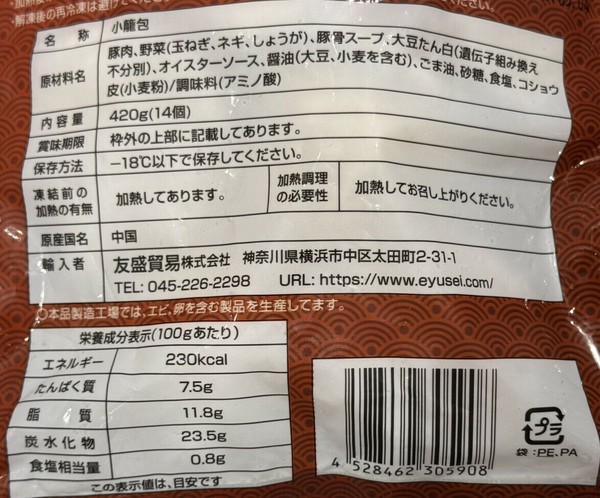 ・解凍後の再冷凍は避けてく
名 称 小籠包
原材料名 豚肉、野菜(玉ねぎ、ネギ、しょうが)、豚骨スープ、大豆たん白(遺伝子組み換え
不分別)、オイスターソース、醤油(大豆、小麦を含む)、ごま油、砂糖、食塩、コショウ
皮(小麦粉)/調味料(アミノ酸
内容量 420g(14個)
賞味期限 枠外の上部に記載してあります。
保存方法 −18℃以下で保存してください。
凍結前の
加熱の有無 加熱してあります。 加熱調理
の必要性 加熱してお召し上がりください。
原産国名 中国
輸入者 友盛貿易株式会社 神奈川県横浜市中区太田町2-31-1
TEL: 045-226-2298 URL: https://www.eyusei.com/
○本品製造工場では、エビ、卵を含む製品を生産してます。
栄養成分表示(100gあたり)
エネルギー 230kcal
たんぱく質 7.5g
脂 質 11.8g
炭水化物 23.5g
食塩相当量 0.8g
この表示値は、目安です
4 528462 305908
プラ
袋:PE、PA